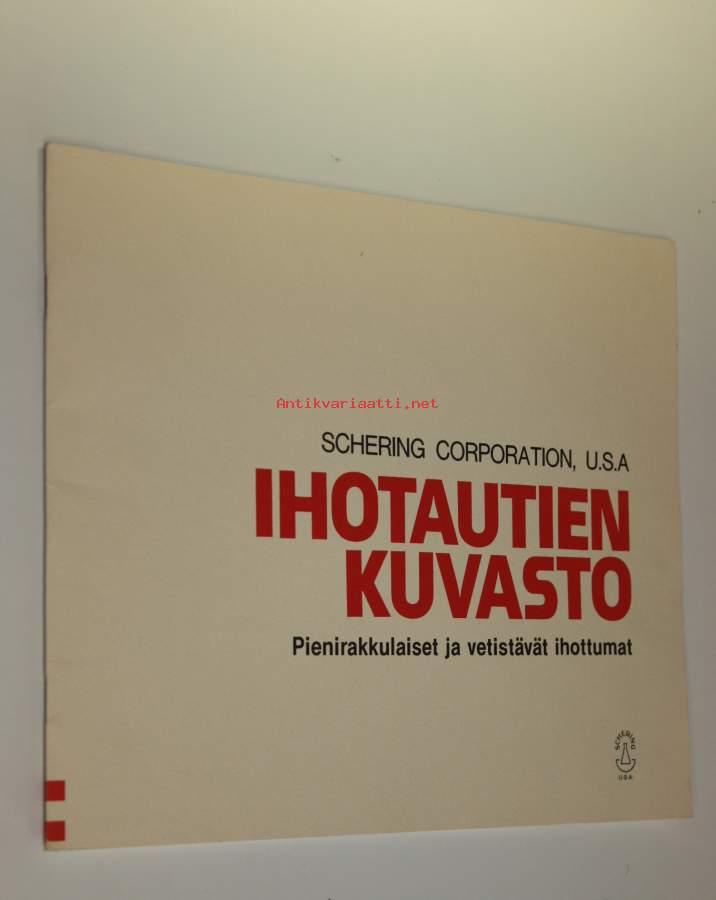 Antikvariaatti.net
SCHERING CORPORATION, U.S.A
IHOTAUTIEN
KUVASTO
Pienirakkulaiset ja vetistävät ihottumat
SCHERING
USA